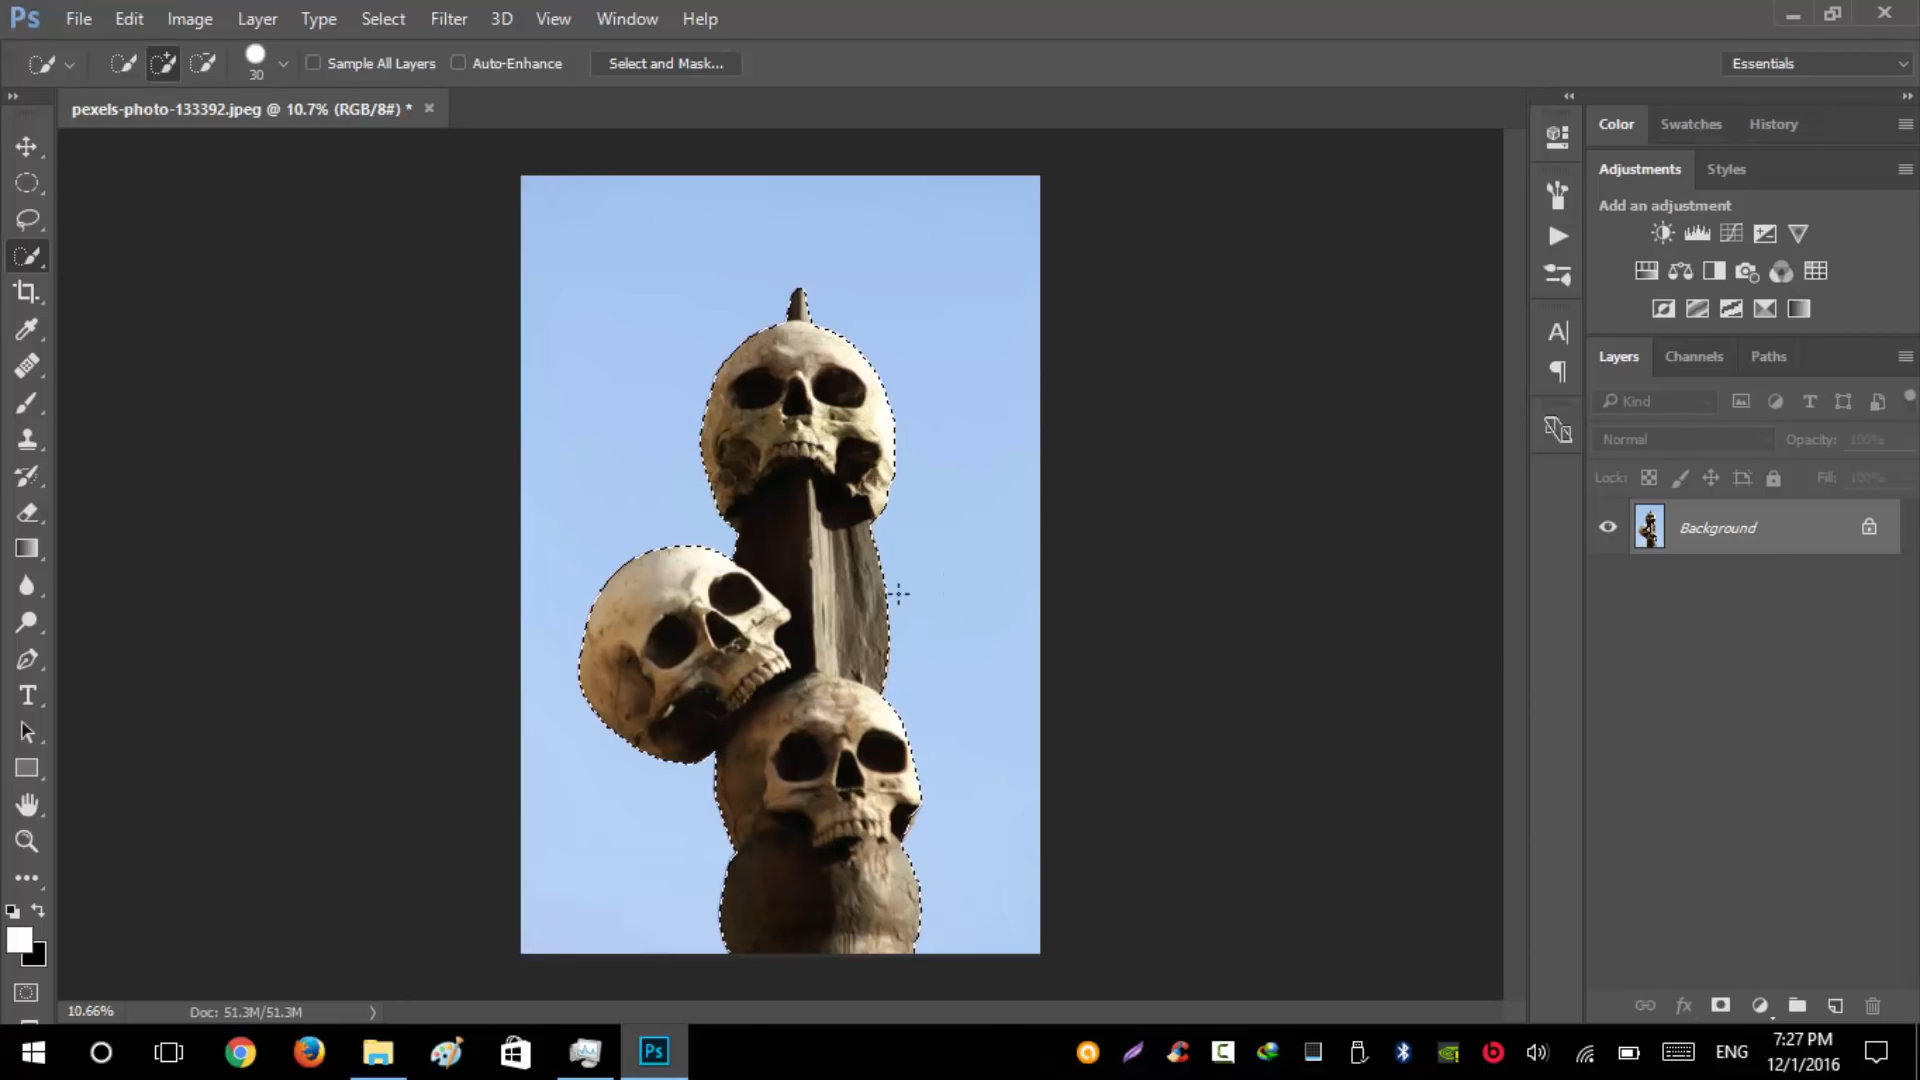 Ps File Edit Image Layer Type Select Filter 3D View Window Help
30 Sample All Layers Auto-Enhance Select and Mask... Essentials
pexels-photo-133392.jpeg @ 10.7% (RGB/8#) * ×
Color Swatches History
Adjustments Styles
Add an adjustment
Layers Channels Paths
Kind
Normal Opacity: 100%
Lock: Fill: 100%
Background
10.66% Doc: 51.3M/51.3M
Ps ENG 7:27 PM
12/1/2016